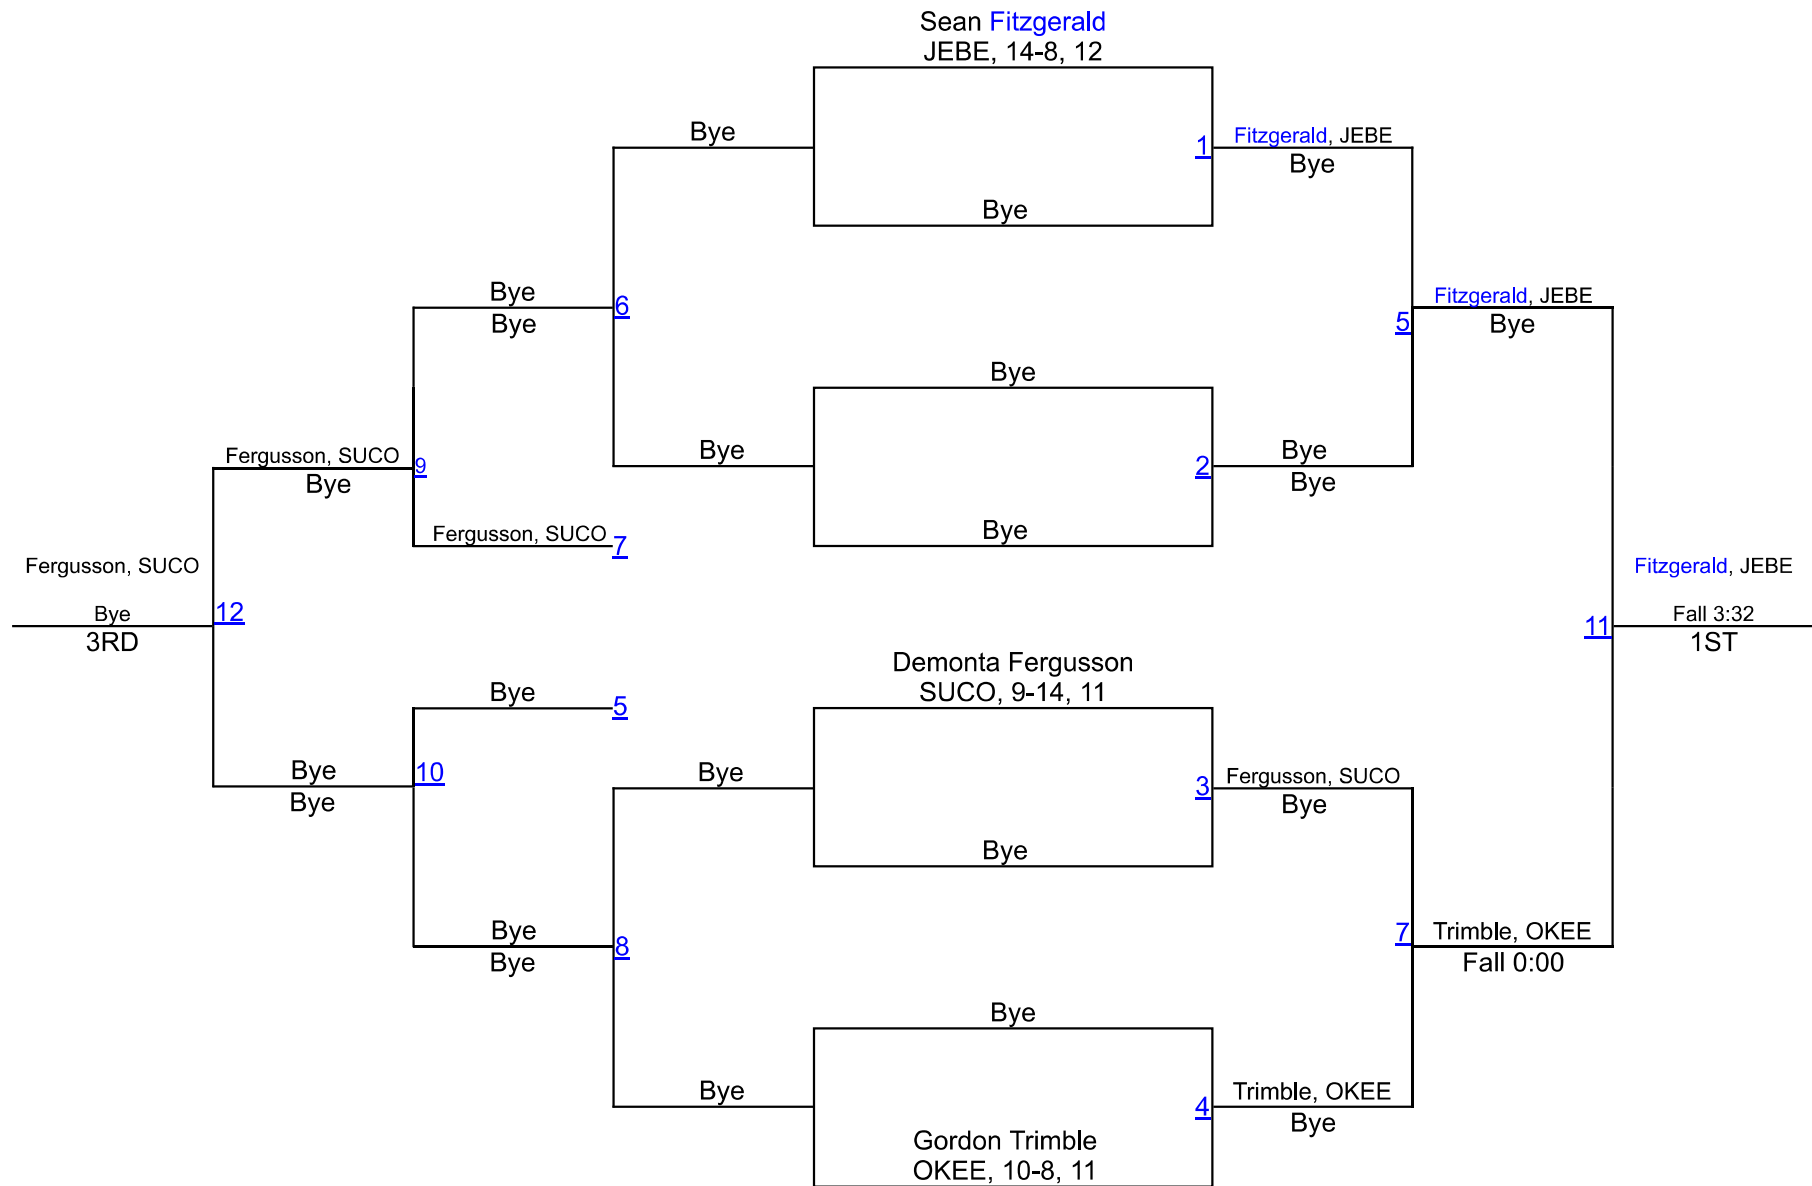 Sean Fitzgerald
JEBE, 14-8, 12
Bye
1
Fitzgerald, JEBE
Bye
Bye
Bye
Bye
6
5
Fitzgerald, JEBE
Bye
Bye
Bye
2
Bye
Bye
Bye
Fergusson, SUCO
Bye
9
Fergusson, SUCO
7
Fergusson, SUCO
Bye
3RD
12
Fitzgerald, JEBE
11
Fall 3:32
1ST
Demonta Fergusson
SUCO, 9-14, 11
Bye
5
Bye
Bye
10
Bye
3
Fergusson, SUCO
Bye
Bye
Bye
Bye
8
7
Trimble, OKEE
Fall 0:00
Bye
Bye
4
Trimble, OKEE
Bye
Gordon Trimble
OKEE, 10-8, 11